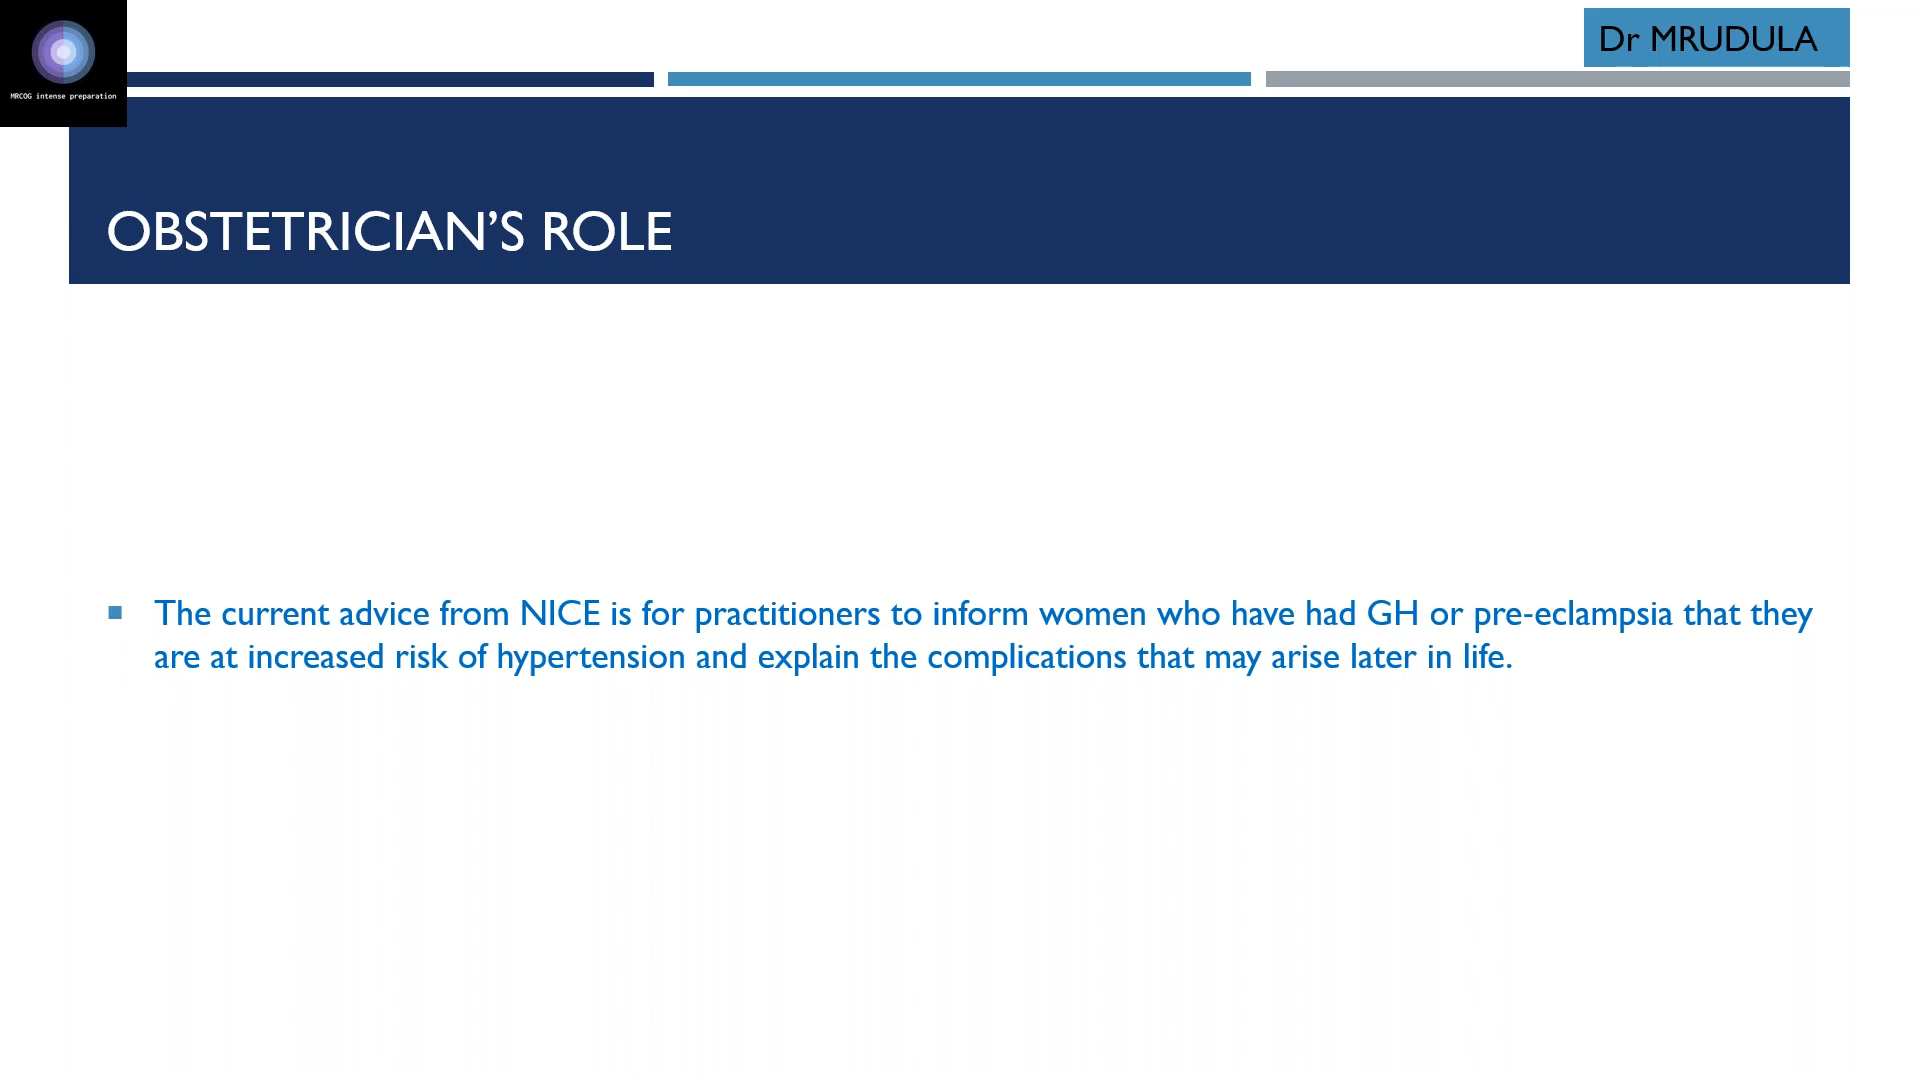 MRCOG intense preparation
Dr MRUDULA
OBSTETRICIAN’S ROLE
The current advice from NICE is for practitioners to inform women who have had GH or pre-eclampsia that they
are at increased risk of hypertension and explain the complications that may arise later in life.